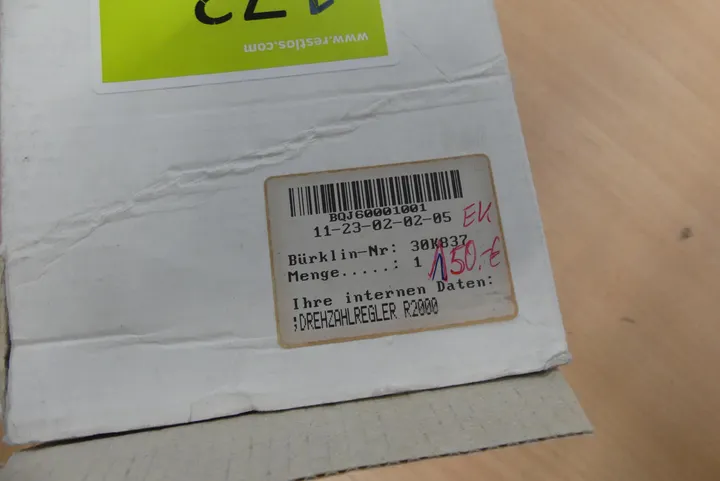 173
www.restlos.com
BQJ60001001
11-23-02-02-05 EK
Bürklin-Nr: 30K837
Menge.....: 1 150.-€
Ihre internen Daten:
;DREHZAHLREGLER R2000